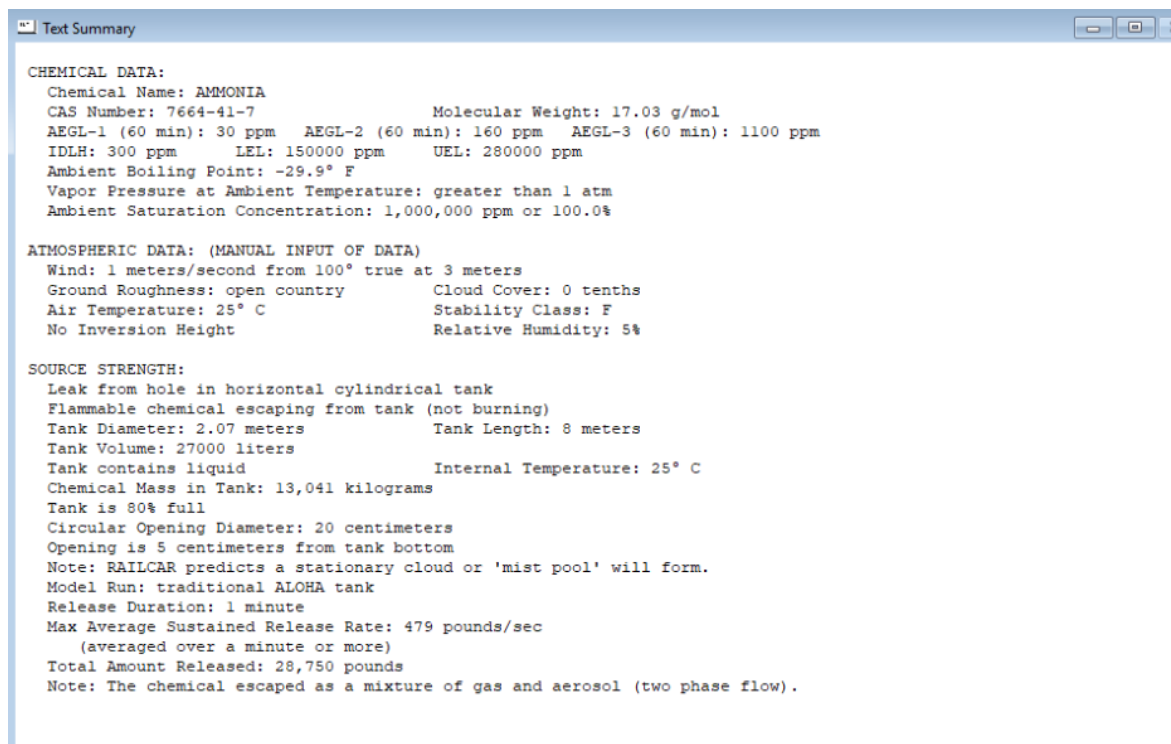 Text Summary
CHEMICAL DATA:
Chemical Name: AMMONIA
CAS Number: 7664-41-7 Molecular Weight: 17.03 g/mol
AEGL-1 (60 min): 30 ppm AEGL-2 (60 min): 160 ppm AEGL-3 (60 min): 1100 ppm
IDLH: 300 ppm LEL: 150000 ppm UEL: 280000 ppm
Ambient Boiling Point: -29.9° F
Vapor Pressure at Ambient Temperature: greater than 1 atm
Ambient Saturation Concentration: 1,000,000 ppm or 100.0%
ATMOSPHERIC DATA: (MANUAL INPUT OF DATA)
Wind: 1 meters/second from 100° true at 3 meters
Ground Roughness: open country Cloud Cover: 0 tenths
Air Temperature: 25° C Stability Class: F
No Inversion Height Relative Humidity: 5%
SOURCE STRENGTH:
Leak from hole in horizontal cylindrical tank
Flammable chemical escaping from tank (not burning)
Tank Diameter: 2.07 meters Tank Length: 8 meters
Tank Volume: 27000 liters
Tank contains liquid Internal Temperature: 25° C
Chemical Mass in Tank: 13,041 kilograms
Tank is 80% full
Circular Opening Diameter: 20 centimeters
Opening is 5 centimeters from tank bottom
Note: RAILCAR predicts a stationary cloud or 'mist pool' will form.
Model Run: traditional ALOHA tank
Release Duration: 1 minute
Max Average Sustained Release Rate: 479 pounds/sec
(averaged over a minute or more)
Total Amount Released: 28,750 pounds
Note: The chemical escaped as a mixture of gas and aerosol (two phase flow).